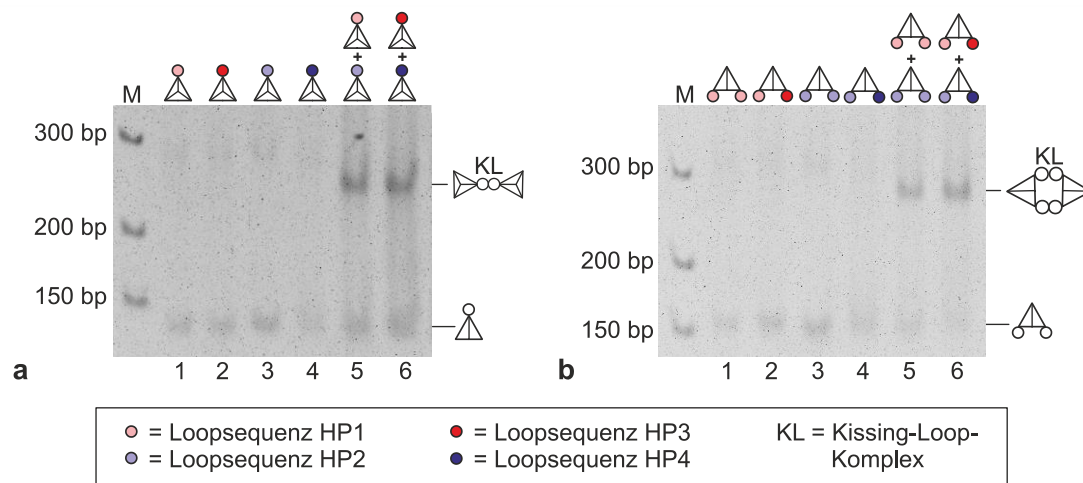 KL = Kissing-Loop-
Komplex
M
+
+
300 bp
KL
200 bp
150 bp
a
1 2 3 4 5 6
M
+
+
300 bp
KL
200 bp
150 bp
b
1 2 3 4 5 6
= Loopsequenz HP1
= Loopsequenz HP2
= Loopsequenz HP3
= Loopsequenz HP4